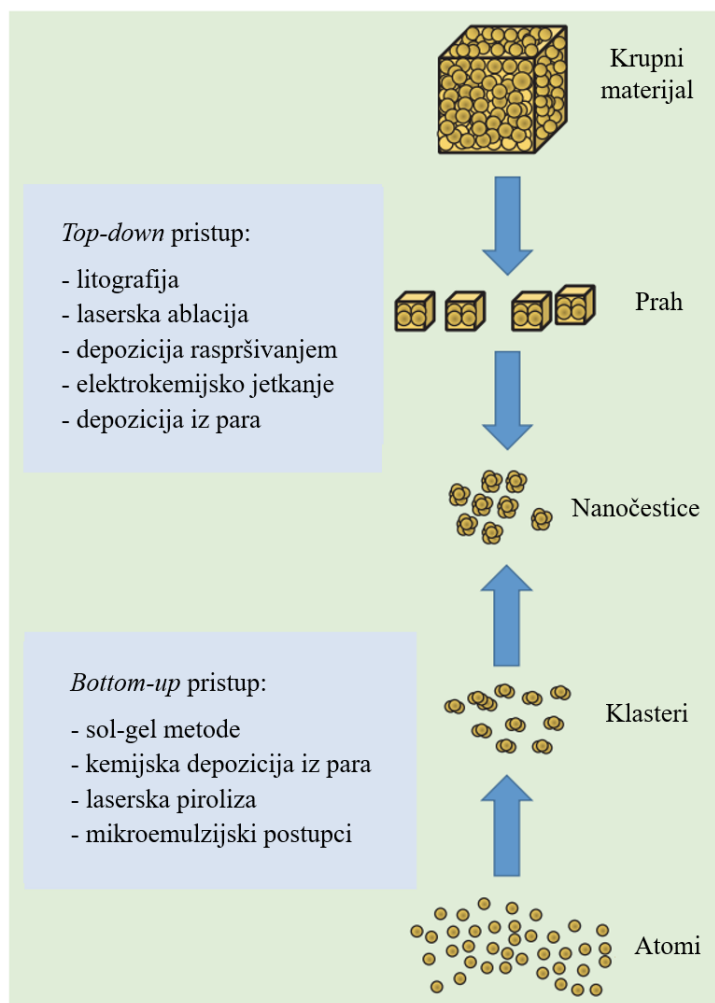 Krupni
materijal
Top-down pristup:
- litografija
- laserska ablacija
- depozicija raspršivanjem
- elektrokemijsko jetkanje
- depozicija iz para
Prah
Nanočestice
Bottom-up pristup:
- sol-gel metode
- kemijska depozicija iz para
- laserska piroliza
- mikroemulzijski postupci
Klasteri
Atomi